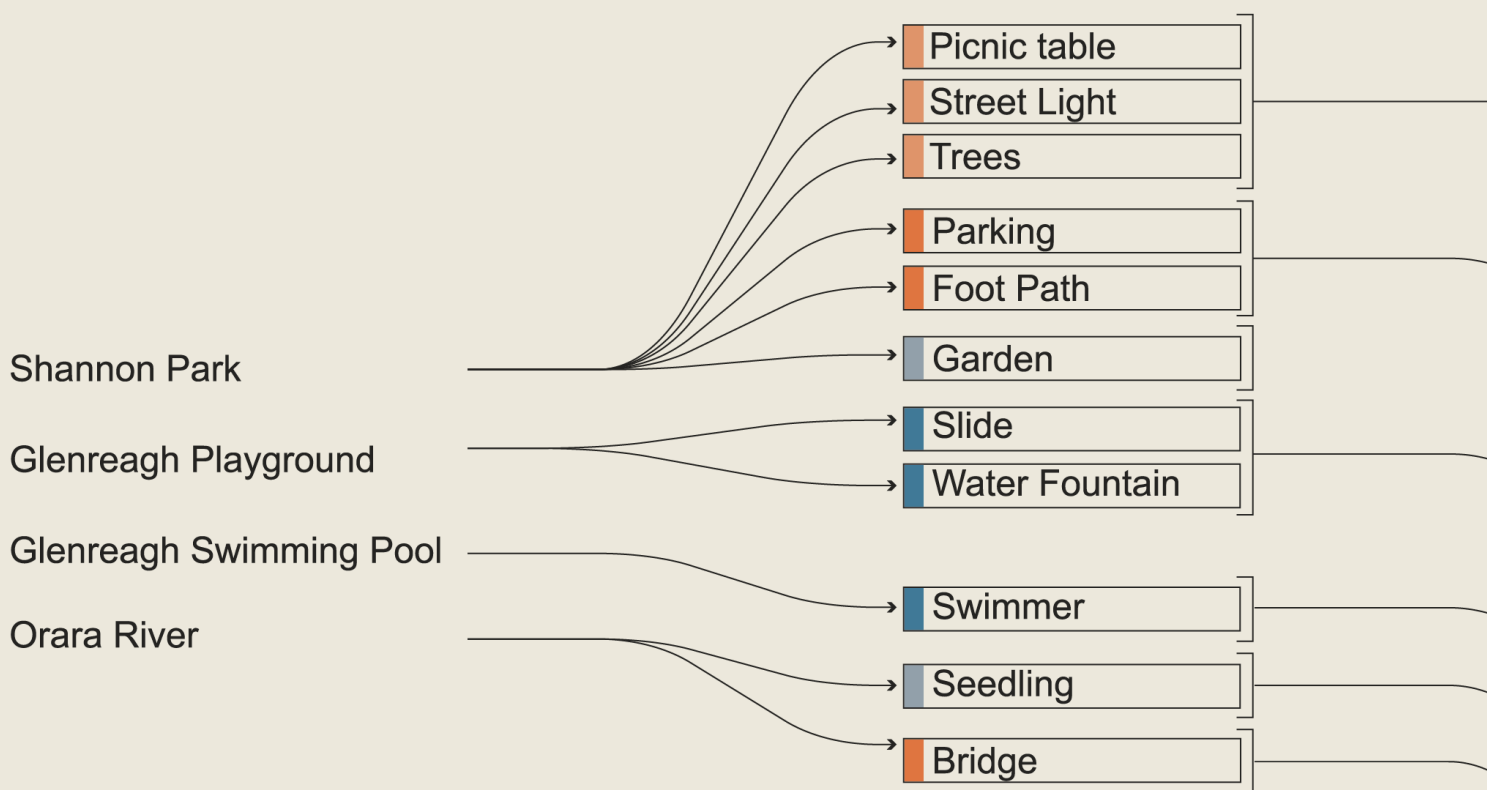 Picnic table
Street Light
Trees
Parking
Foot Path
Shannon Park
Garden
Slide
Glenreagh Playground
Water Fountain
Glenreagh Swimming Pool
Swimmer
Orara River
Seedling
Bridge